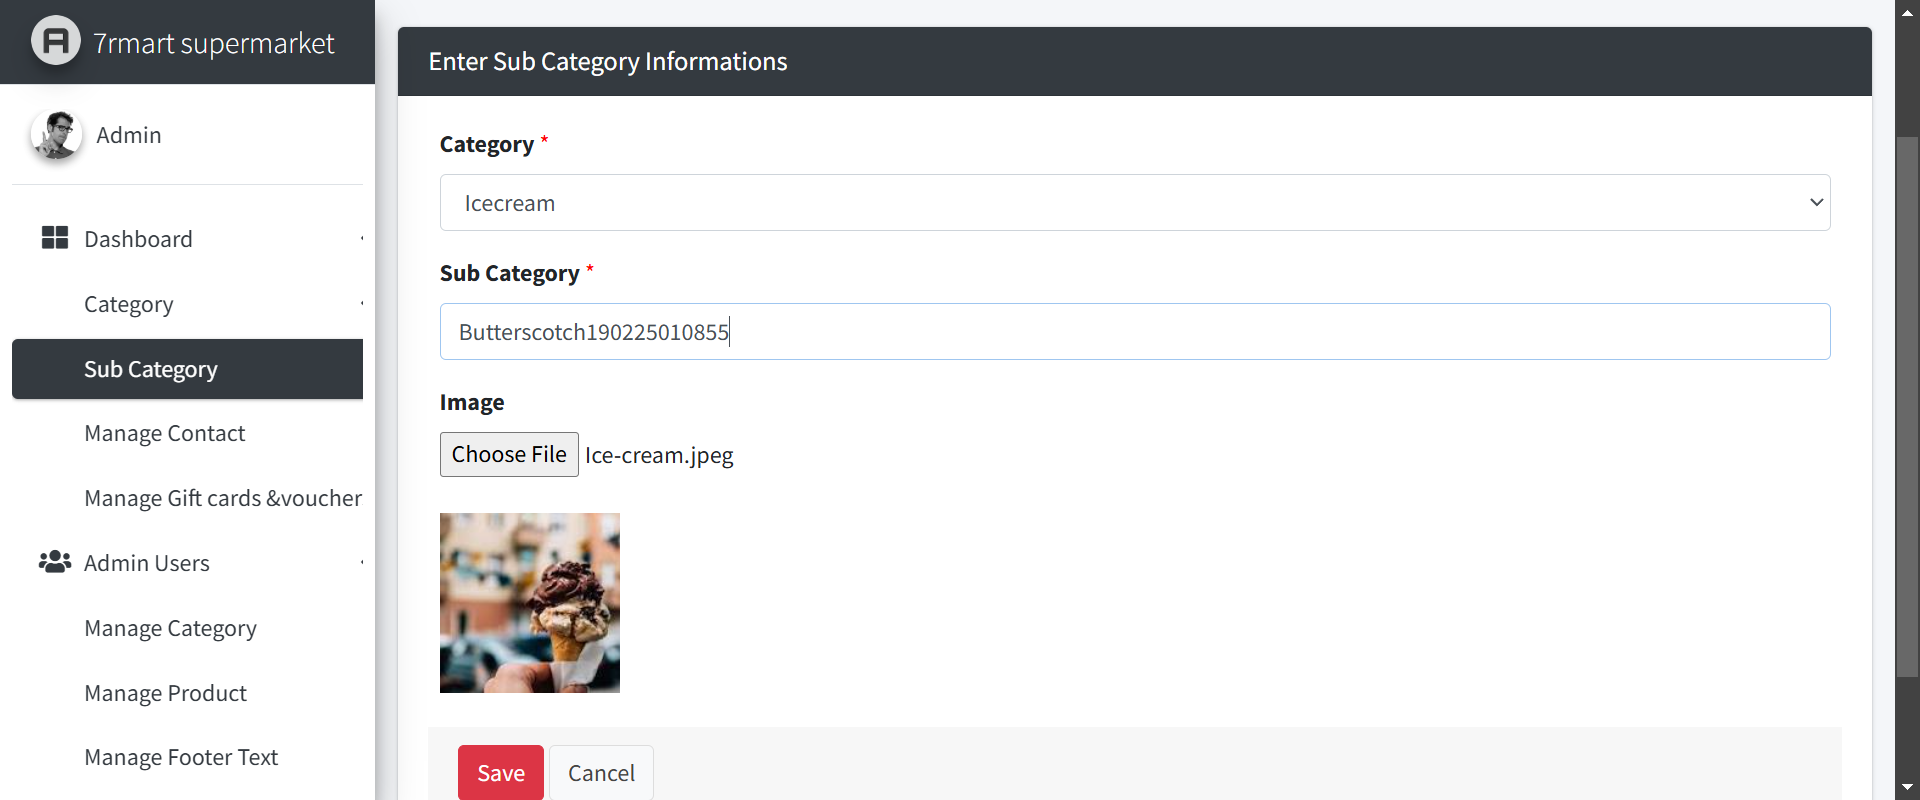 7rmart supermarket
Admin
Dashboard
Category
Sub Category
Manage Contact
Manage Gift cards &voucher
Admin Users
Manage Category
Manage Product
Manage Footer Text
Enter Sub Category Informations
Category *
Icecream
Sub Category *
Butterscotch190225010855
Image
Choose File Ice-cream.jpeg
Save Cancel